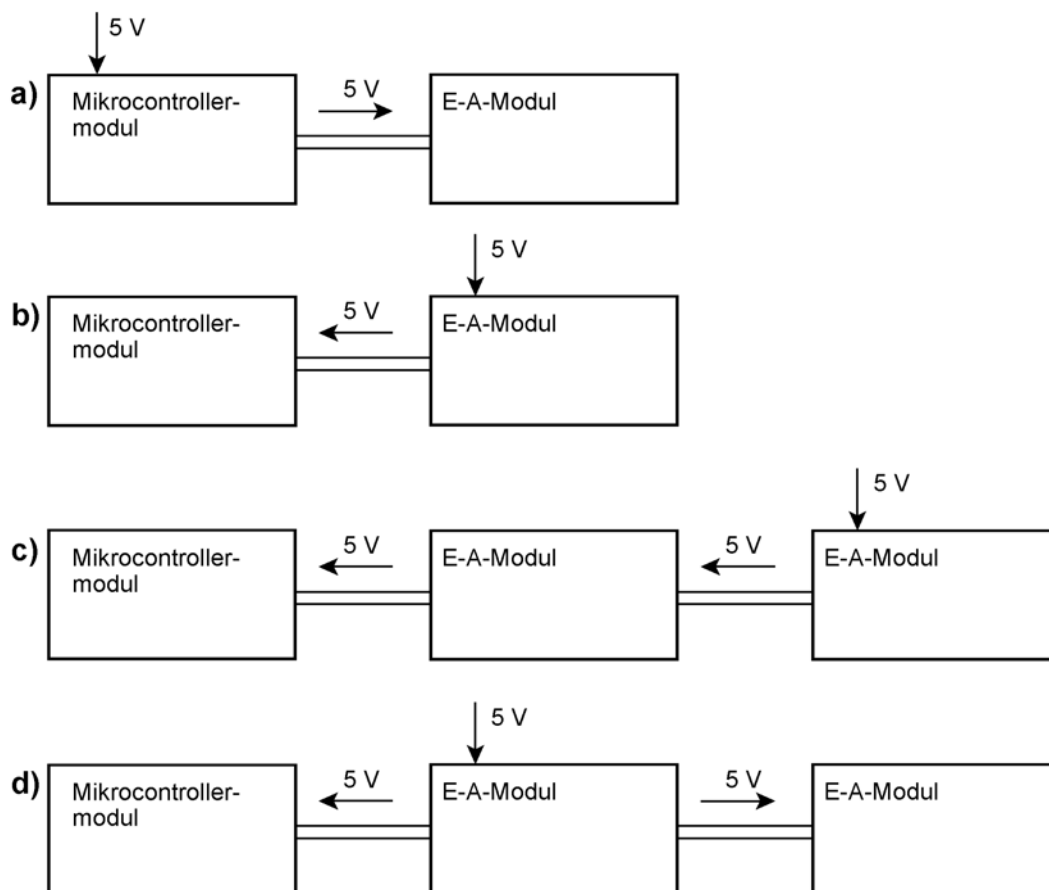 5 V
a)
Mikrocontroller-
modul
5 V
E-A-Modul
5 V
b)
Mikrocontroller-
modul
5 V
E-A-Modul
5 V
c)
Mikrocontroller-
modul
5 V
E-A-Modul
5 V
E-A-Modul
5 V
d)
Mikrocontroller-
modul
5 V
E-A-Modul
5 V
E-A-Modul